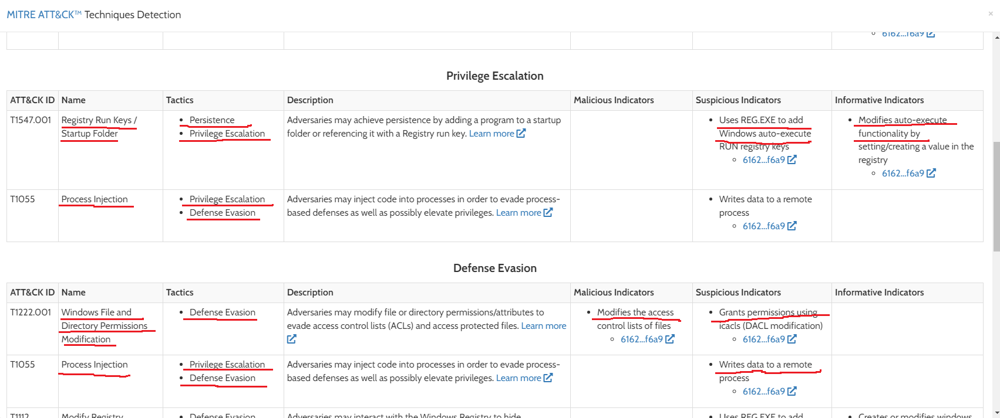 MITRE ATT&CK™ Techniques Detection
×
6162...f6a9
Privilege Escalation
ATT&CK ID Name Tactics Description Malicious Indicators Suspicious Indicators Informative Indicators
T1547.001
Registry Run Keys /
Startup Folder
• Persistence
• Privilege Escalation
Adversaries may achieve persistence by adding a program to a startup
folder or referencing it with a Registry run key. Learn more
• Uses REG.EXE to add
Windows auto-execute
RUN registry keys
6162...f6a9
• Modifies auto-execute
functionality by
setting/creating a value in the
registry
6162...f6a9
T1055
Process Injection
• Privilege Escalation
• Defense Evasion
Adversaries may inject code into processes in order to evade process-
based defenses as well as possibly elevate privileges. Learn more
• Writes data to a remote
process
6162...f6a9
Defense Evasion
ATT&CK ID Name Tactics Description Malicious Indicators Suspicious Indicators Informative Indicators
T1222.001
Windows File and
Directory Permissions
Modification
• Defense Evasion
Adversaries may modify file or directory permissions/attributes to
evade access control lists (ACLs) and access protected files. Learn more
• Modifies the access
control lists of files
6162...f6a9
• Grants permissions using
icacls (DACL modification)
6162...f6a9
T1055
Process Injection
• Privilege Escalation
• Defense Evasion
Adversaries may inject code into processes in order to evade process-
based defenses as well as possibly elevate privileges. Learn more
• Writes data to a remote
process
6162...f6a9
T1112
Modify Registry
• Defense Evasion
Adversaries may interact with the Windows Registry to hide
• Uses REG.EXE to add
• Creates or modifies windows